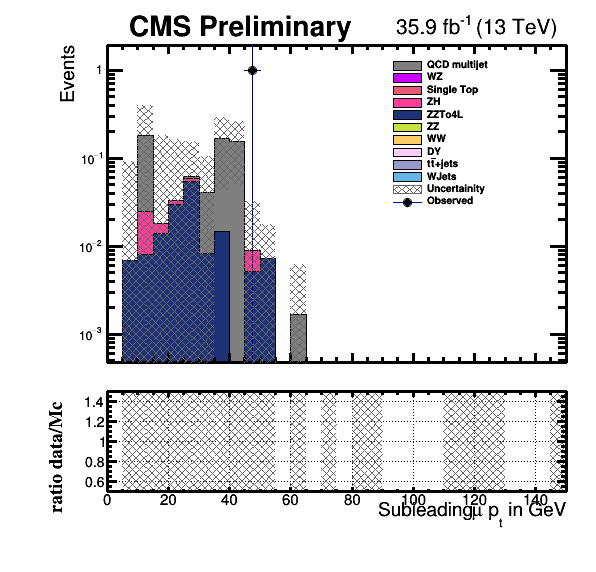 CMS Preliminary 35.9 fb⁻¹ (13 TeV)
Events
1
10⁻¹
10⁻²
10⁻³
QCD multijet
WZ
Single Top
ZH
ZZTo4L
ZZ
WW
DY
tt̄+jets
WJets
Uncertainity
Observed
ratio data/Mc
1.4
1.2
1
0.8
0.6
0 20 40 60 80 100 120 140
Subleadingμ pₜ in GeV